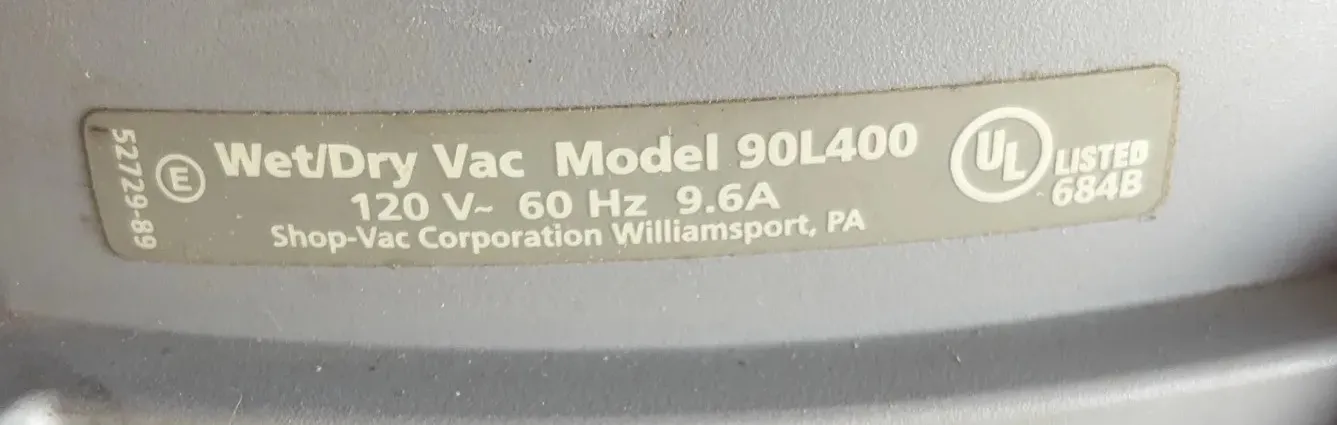 52729-89
E
Wet/Dry Vac Model 90L400
120 V~ 60 Hz 9.6A
Shop-Vac Corporation Williamsport, PA
UL
LISTED
684B